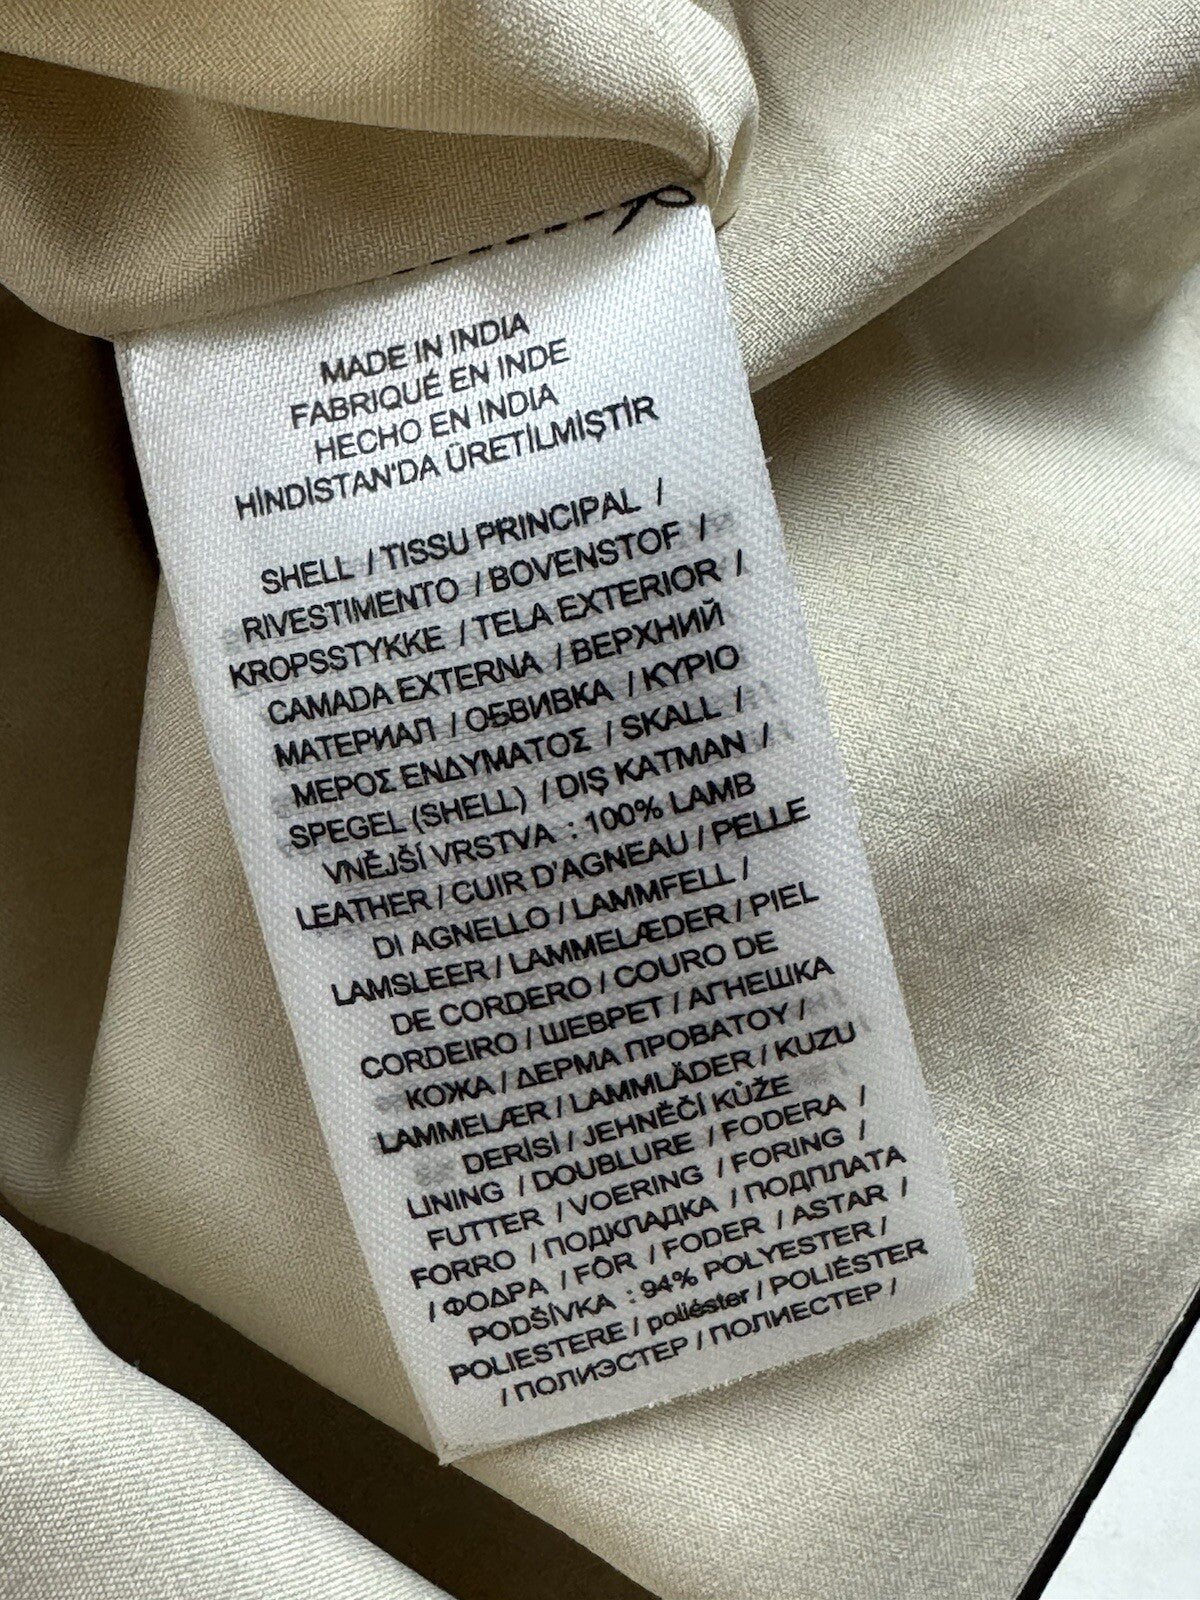 MADE IN INDIA
FABRIQUÉ EN INDE
HECHO EN INDIA
HİNDİSTAN'DA ÜRETİLMİŞTİR
SHELL / TISSU PRINCIPAL /
RIVESTIMENTO / BOVENSTOF /
KROPSSTYKKE / TELA EXTERIOR /
CAMADA EXTERNA / ВЕРХНИЙ
МАТЕРИАЛ / ОБВИВКА / ΚΥΡΙΟ
ΜΕΡΟΣ ΕΝΔΥΜΑΤΟΣ / SKALL /
SPEGEL (SHELL) / DIŞ KATMAN /
VNĚJŠÍ VRSTVA : 100% LAMB
LEATHER / CUIR D'AGNEAU / PELLE
DI AGNELLO / LAMMFELL /
LAMSLEER / LAMMELÆDER / PIEL
DE CORDERO / COURO DE
CORDEIRO / ШЕВРЕТ / АГНЕШКА
КОЖА / ΔΕΡΜΑ ΠΡΟΒΑΤΟΥ /
LAMMELÆR / LAMMLÄDER / KUZU
DERİSİ / JEHNĚČÍ KŮŽE
LINING / DOUBLURE / FODERA /
FUTTER / VOERING / FORING /
FORRO / ПОДКЛАДКА / ПОДПЛАТА
/ ΦΟΔΡΑ / FÔR / FODER / ASTAR /
PODŠÍVKA : 94% POLYESTER /
POLIESTERE / poliéster / POLIÉSTER
/ ПОЛИЭСТЕР / ПОЛИЕСТЕР /